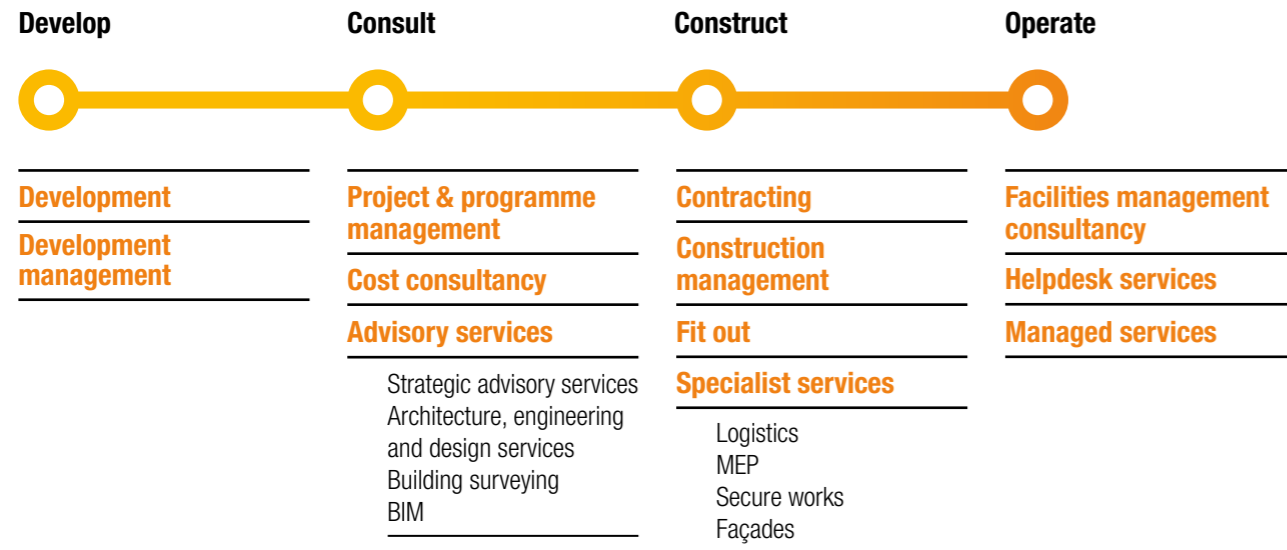 Develop
Development
Development
management
Consult
Project & programme
management
Cost consultancy
Advisory services
Strategic advisory services
Architecture, engineering
and design services
Building surveying
BIM
Construct
Contracting
Construction
management
Fit out
Specialist services
Logistics
MEP
Secure works
Façades
Operate
Facilities management
consultancy
Helpdesk services
Managed services